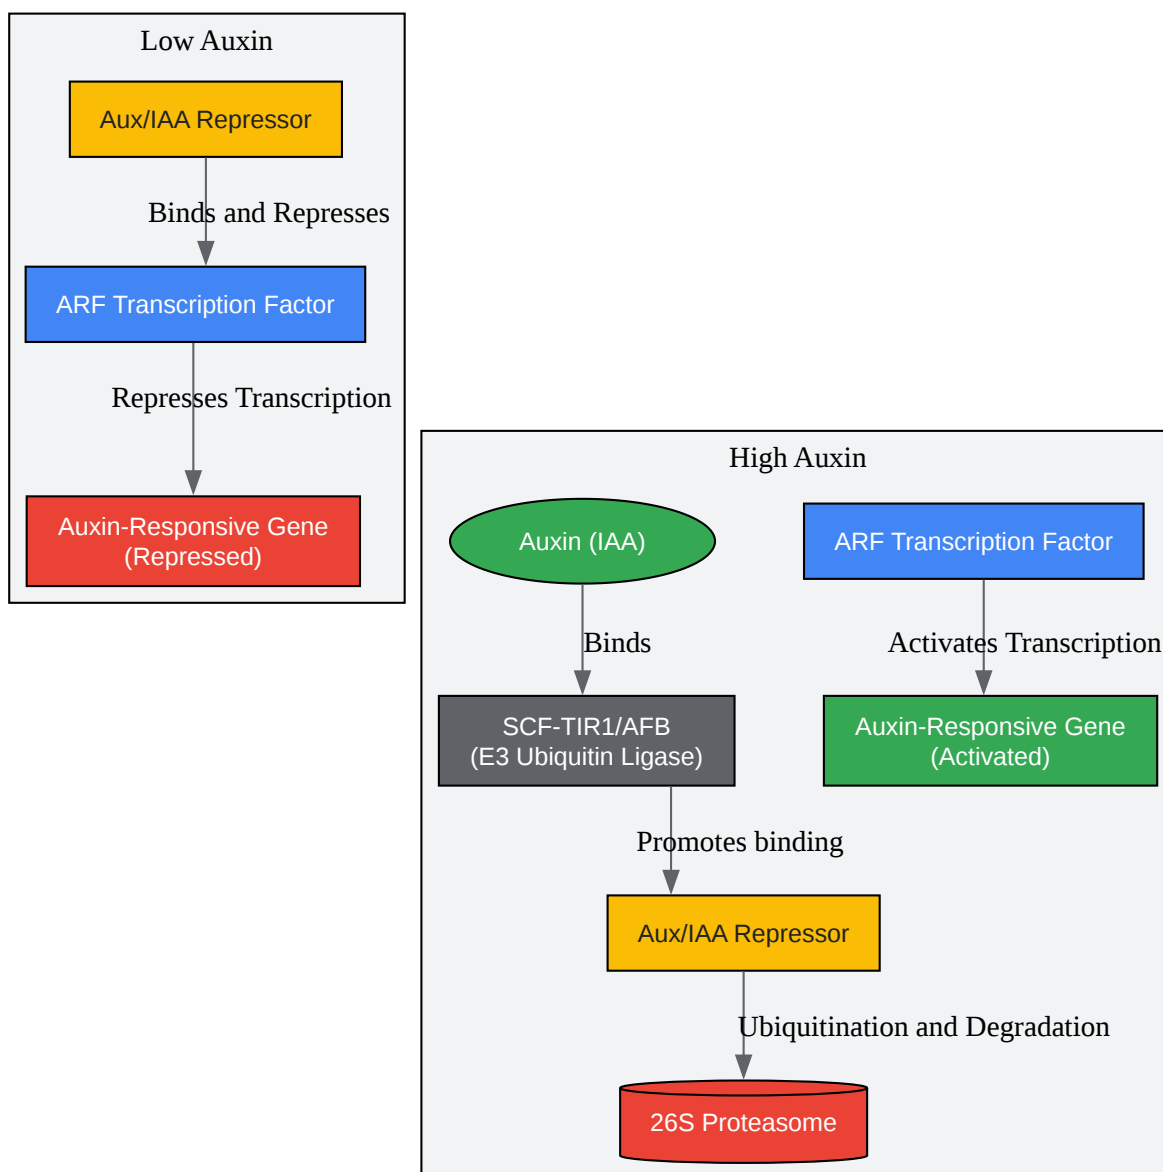 Low Auxin
Aux/IAA Repressor
Binds and Represses
ARF Transcription Factor
Represses Transcription
Auxin-Responsive Gene
(Repressed)
High Auxin
Auxin (IAA)
Binds
SCF-TIR1/AFB
(E3 Ubiquitin Ligase)
Promotes binding
Aux/IAA Repressor
Ubiquitination and Degradation
26S Proteasome
ARF Transcription Factor
Activates Transcription
Auxin-Responsive Gene
(Activated)